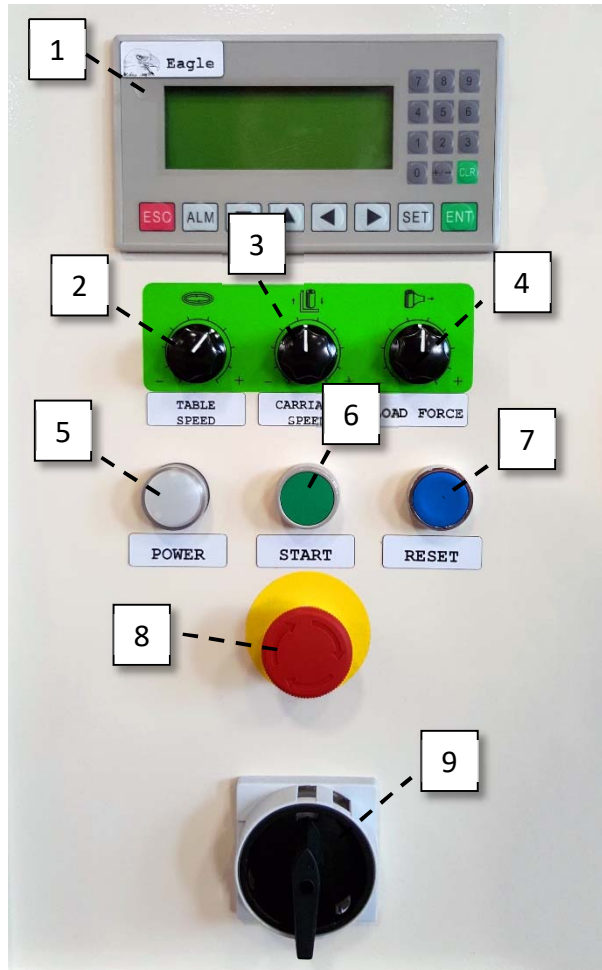 1
Eagle
7 8 9
4 5 6
1 2 3
0 +/- CLR
ESC ALM SET ENT
2
3
4
- + - + - +
TABLE SPEED
LOAD FORCE
5
6
7
POWER
START
RESET
8
9